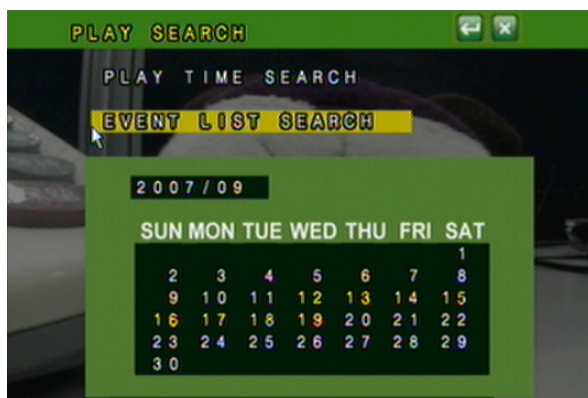 PLAY SEARCH
PLAY TIME SEARCH
EVENT LIST SEARCH
2007/09
SUN MON TUE WED THU FRI SAT
1
2 3 4 5 6 7 8
9 10 11 12 13 14 15
16 17 18 19 20 21 22
23 24 25 26 27 28 29
30